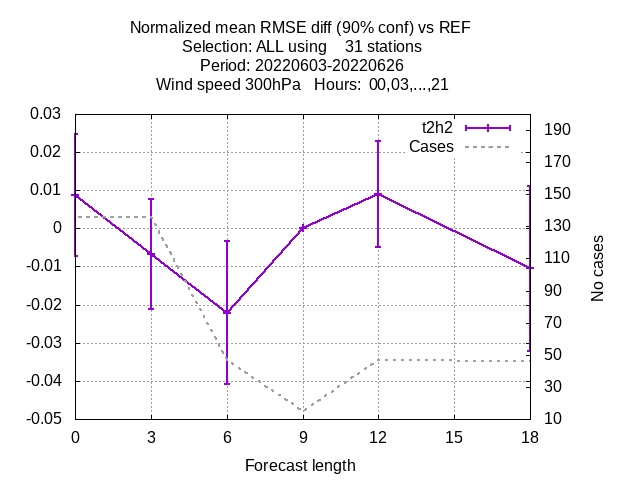 Normalized mean RMSE diff (90% conf) vs REF
Selection: ALL using    31 stations
Period: 20220603-20220626
Wind speed 300hPa   Hours:  00,03,...,21
t2h2
Cases
0.03
0.02
0.01
0
-0.01
-0.02
-0.03
-0.04
-0.05
190
170
150
130
110
90
70
50
30
10
No cases
0 3 6 9 12 15 18
Forecast length